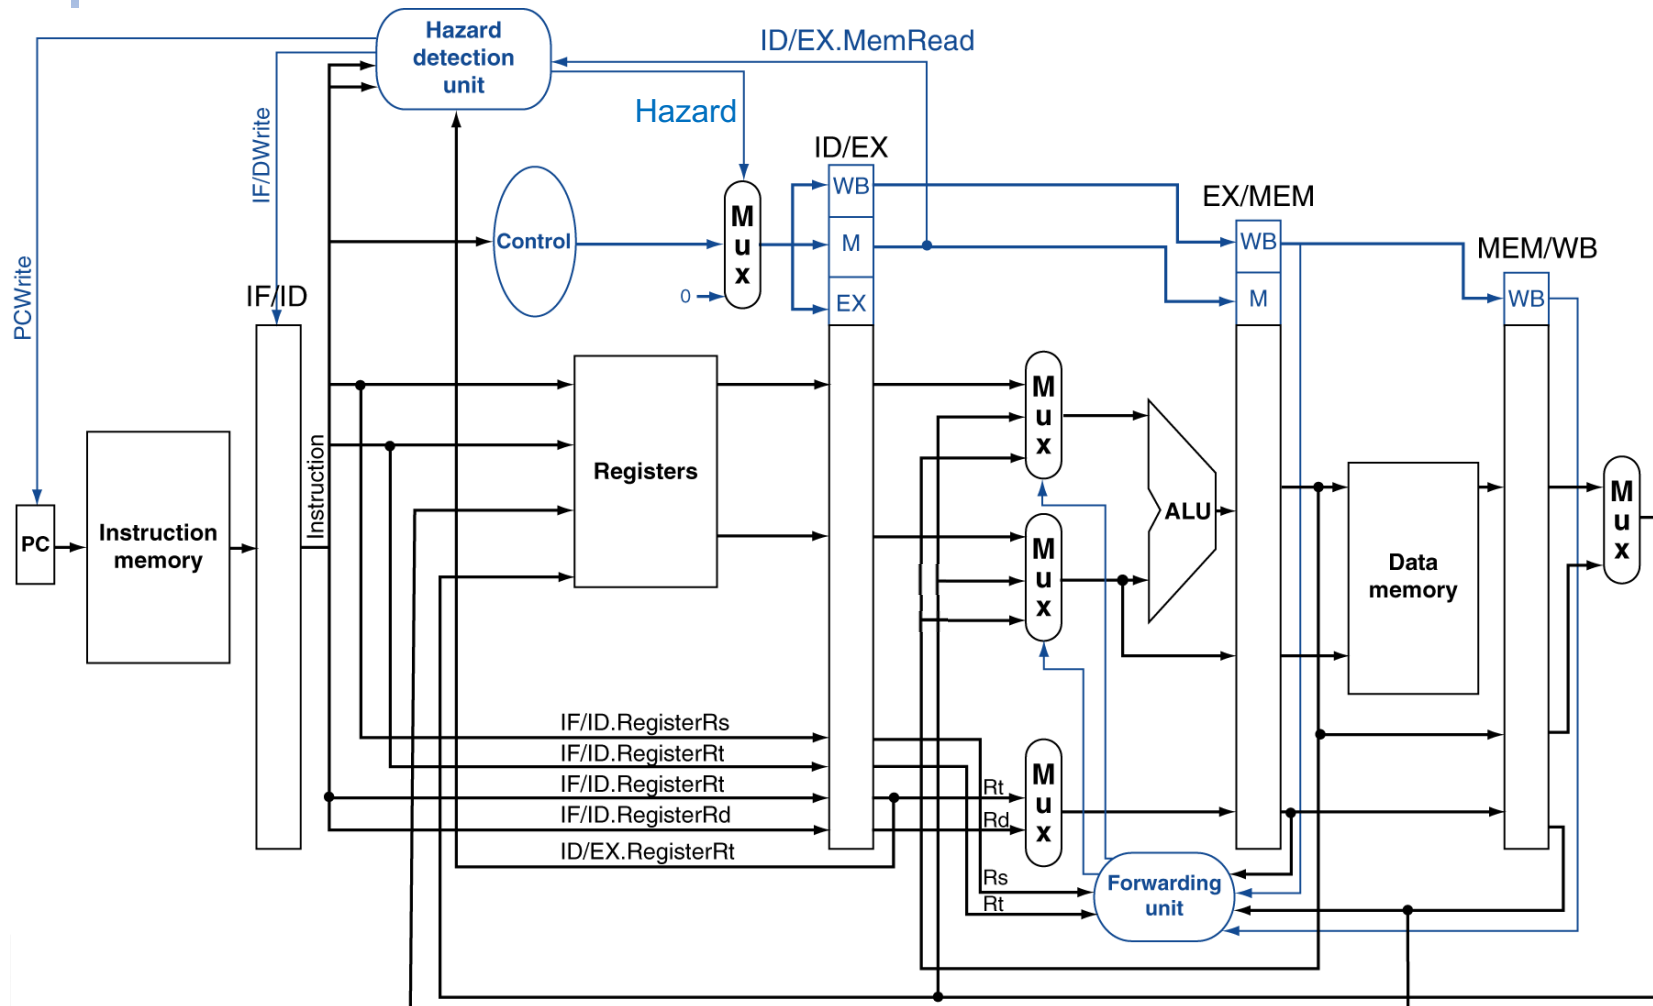 Hazard
detection
unit
ID/EX.MemRead
Hazard
IF/DWrite
PCWrite
ID/EX
WB
M
EX
EX/MEM
WB
M
MEM/WB
WB
Control
M
u
x
0
IF/ID
Instruction
PC
Instruction
memory
Registers
M
u
x
M
u
x
ALU
Data
memory
M
u
x
IF/ID.RegisterRs
IF/ID.RegisterRt
IF/ID.RegisterRt
IF/ID.RegisterRd
ID/EX.RegisterRt
Rt
Rd
M
u
x
Rs
Rt
Forwarding
unit